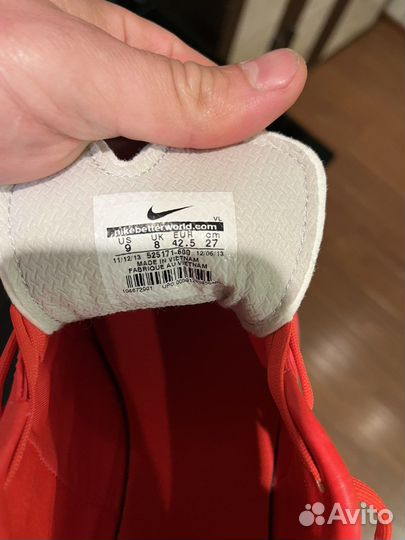 VL
nikebetterworld.com
US UK EUR cm
9 8 42.5 27
11/12/13 525171-600 12/06/13
MADE IN VIETNAM
FABRIQUE AU VIETNAM
Avito